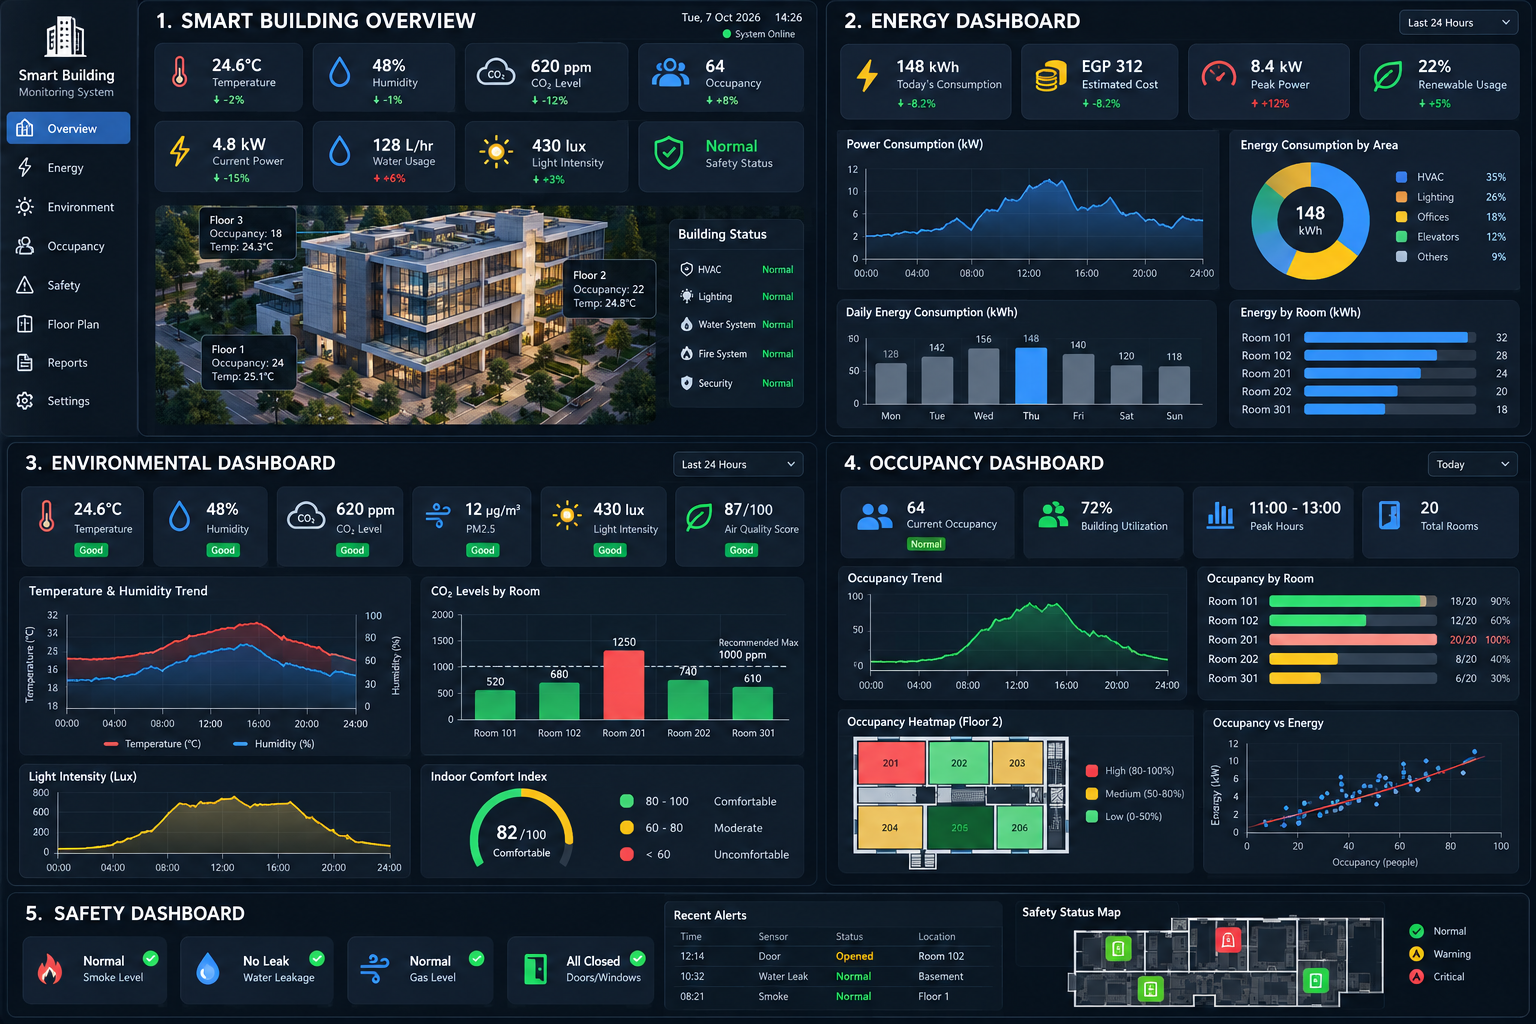 Smart Building
Monitoring System
Overview
Energy
Environment
Occupancy
Safety
Floor Plan
Reports
Settings
1. SMART BUILDING OVERVIEW
Tue, 7 Oct 2026 14:26
System Online
24.6°C
Temperature
-2%
48%
Humidity
-1%
620 ppm
CO₂
CO₂ Level
-12%
64
Occupancy
+8%
4.8 kW
Current Power
-15%
128 L/hr
Water Usage
+6%
430 lux
Light Intensity
+3%
Normal
Safety Status
Floor 3
Occupancy: 18
Temp: 24.3°C
Floor 2
Occupancy: 22
Temp: 24.8°C
Floor 1
Occupancy: 24
Temp: 25.1°C
Building Status
HVAC Normal
Lighting Normal
Water System Normal
Fire System Normal
Security Normal
2. ENERGY DASHBOARD
Last 24 Hours
148 kWh
Today's Consumption
-8.2%
EGP 312
Estimated Cost
-8.2%
8.4 kW
Peak Power
+12%
22%
Renewable Usage
+5%
Power Consumption (kW)
12
10
6
2
0
00:00 04:00 08:00 12:00 16:00 20:00 24:00
Energy Consumption by Area
148
kWh
HVAC 35%
Lighting 26%
Offices 18%
Elevators 12%
Others 9%
Daily Energy Consumption (kWh)
80
50
0
128 142 156 148 140 120 118
Mon Tue Wed Thu Fri Sat Sun
Energy by Room (kWh)
Room 101 32
Room 102 28
Room 201 24
Room 202 20
Room 301 18
3. ENVIRONMENTAL DASHBOARD
Last 24 Hours
24.6°C
Temperature
Good
48%
Humidity
Good
CO₂
620 ppm
CO₂ Level
Good
12 µg/m³
PM2.5
Good
430 lux
Light Intensity
Good
87/100
Air Quality Score
Good
Temperature & Humidity Trend
Temperature (°C)
32
26
18
18
100
80
60
30
0
Humidity (%)
00:00 04:00 08:00 12:00 16:00 20:00 24:00
Temperature (°C) Humidity (%)
CO₂ Levels by Room
2000
1500
1000
500
0
520 680 1250 740 610
Recommended Max
1000 ppm
Room 101 Room 102 Room 201 Room 202 Room 301
Light Intensity (Lux)
800
600
200
0
00:00 04:00 08:00 12:00 16:00 20:00 24:00
Indoor Comfort Index
82/100
Comfortable
80 - 100 Comfortable
60 - 80 Moderate
< 60 Uncomfortable
4. OCCUPANCY DASHBOARD
Today
64
Current Occupancy
Normal
72%
Building Utilization
11:00 - 13:00
Peak Hours
20
Total Rooms
Occupancy Trend
100
50
0
00:00 04:00 08:00 12:00 16:00 20:00 24:00
Occupancy by Room
Room 101 18/20 90%
Room 102 12/20 60%
Room 201 20/20 100%
Room 202 8/20 40%
Room 301 6/20 30%
Occupancy Heatmap (Floor 2)
201 202 203
204 205 206
High (80-100%)
Medium (50-80%)
Low (0-50%)
Occupancy vs Energy
12
10
6
4
2
0
(kW)
0 20 40 60 80 100
Occupancy (people)
5. SAFETY DASHBOARD
Normal
Smoke Level
No Leak
Water Leakage
Normal
Gas Level
All Closed
Doors/Windows
Recent Alerts
Time Sensor Status Location
12:14 Door Opened Room 102
10:32 Water Leak Normal Basement
08:21 Smoke Normal Floor 1
Safety Status Map
Normal
Warning
Critical